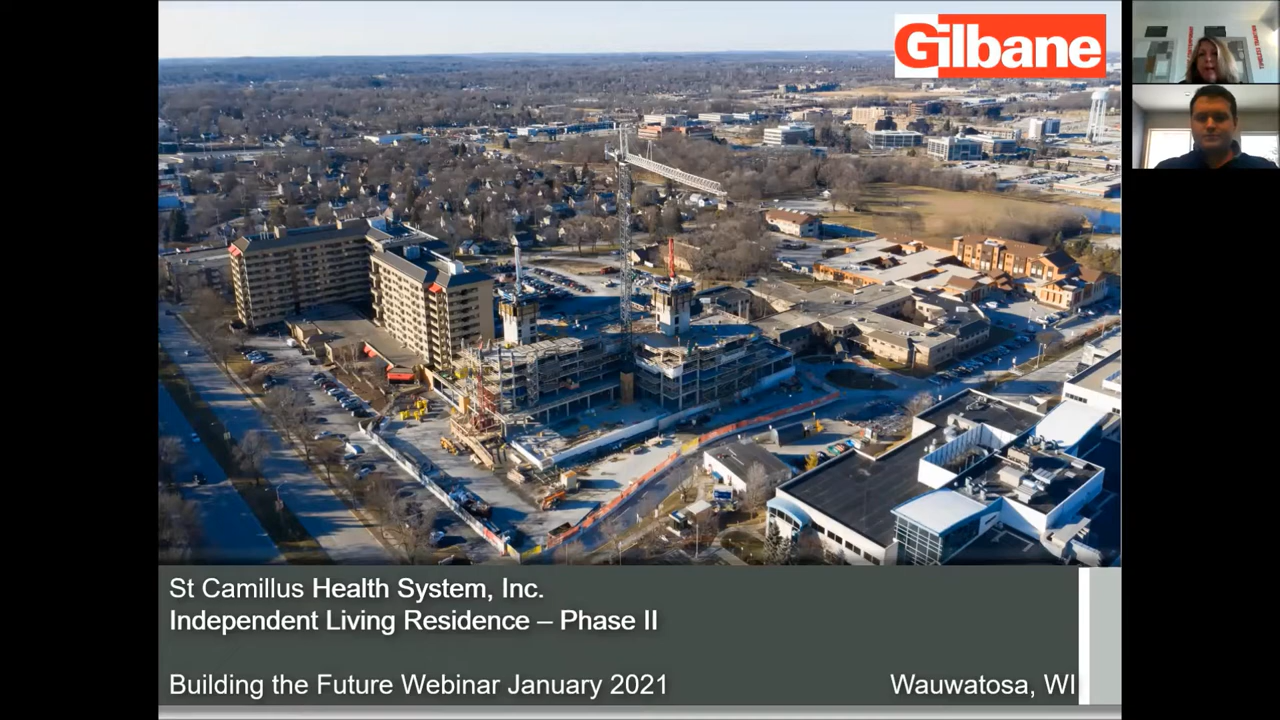 Gilbane
St Camillus Health System, Inc.
Independent Living Residence – Phase II
Building the Future Webinar January 2021
Wauwatosa, WI